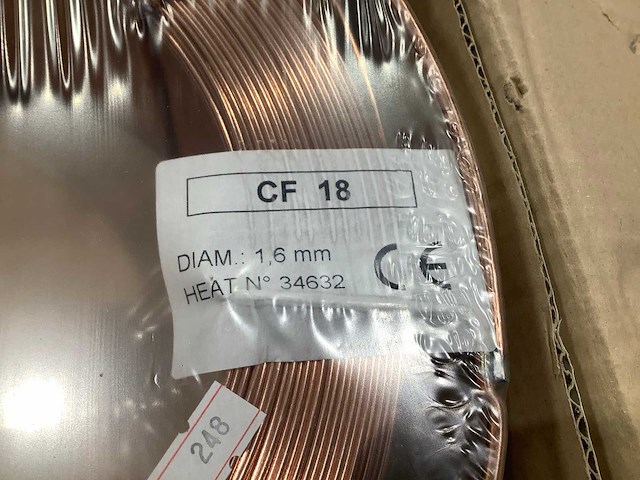 CF 18
DIAM.: 1,6 mm
HEAT N° 34632
CE
248